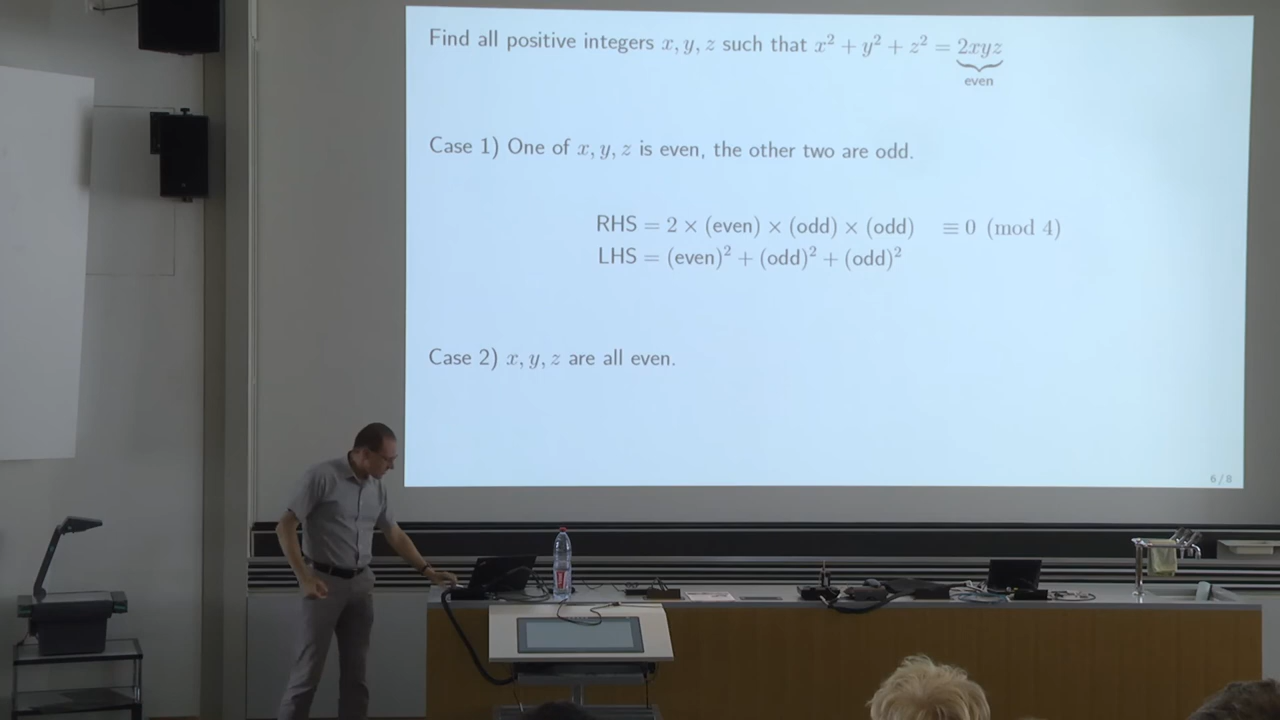 Find all positive integers x, y, z such that x² + y² + z² = 2xyz
even
Case 1) One of x, y, z is even, the other two are odd.
RHS = 2 × (even) × (odd) × (odd) ≡ 0 (mod 4)
LHS = (even)² + (odd)² + (odd)²
Case 2) x, y, z are all even.
6 / 8